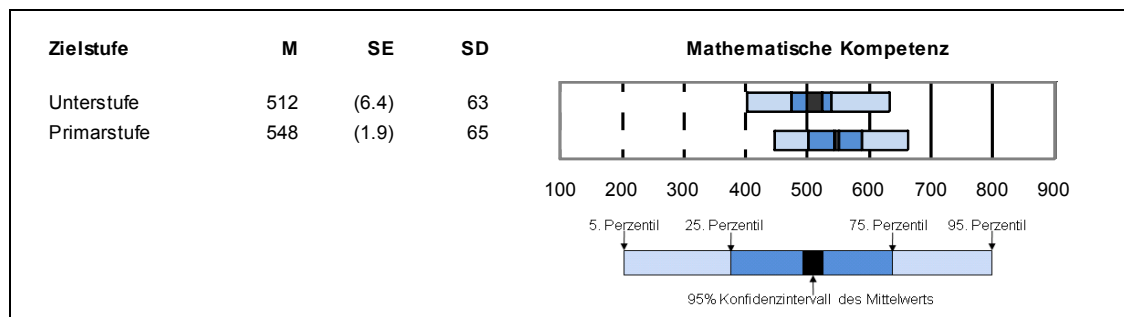 Zielstufe M SE SD Mathematische Kompetenz
Unterstufe 512 (6.4) 63
Primarstufe 548 (1.9) 65
100 200 300 400 500 600 700 800 900
5. Perzentil 25. Perzentil 75. Perzentil 95. Perzentil
95% Konfidenzintervall des Mittelwerts